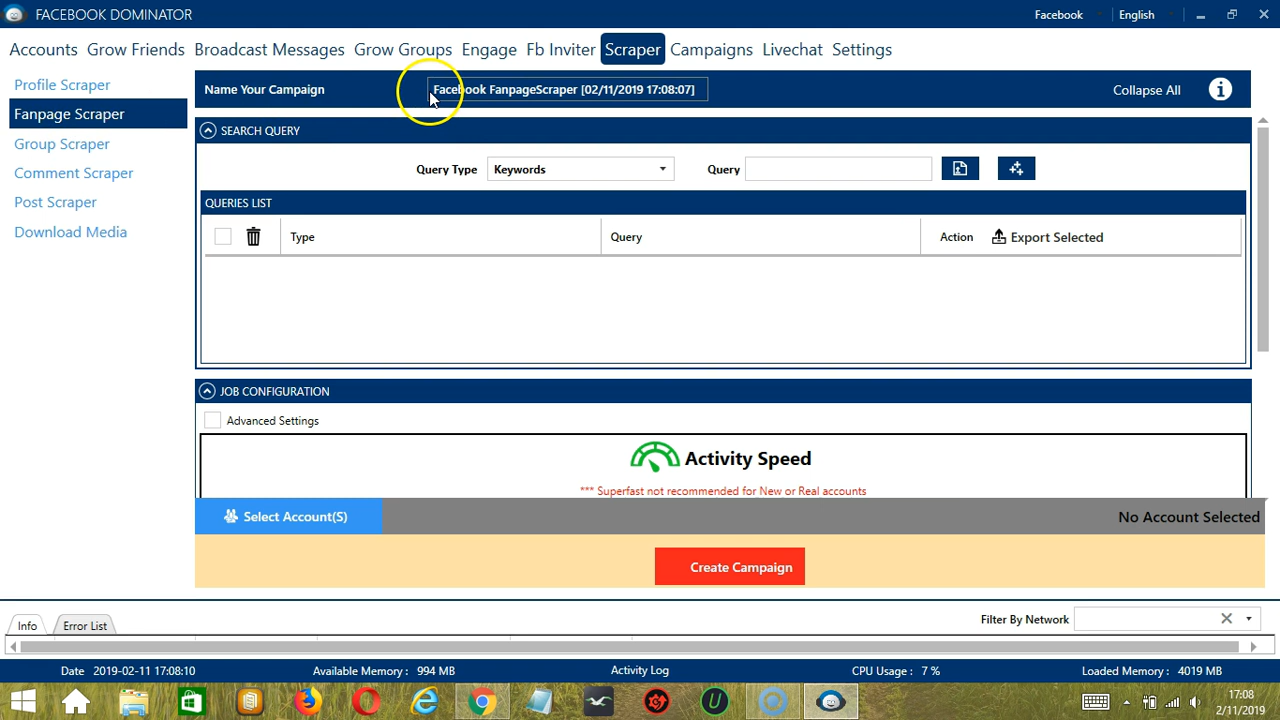 FACEBOOK DOMINATOR
Facebook English
Accounts Grow Friends Broadcast Messages Grow Groups Engage Fb Inviter Scraper Campaigns Livechat Settings
Profile Scraper
Fanpage Scraper
Group Scraper
Comment Scraper
Post Scraper
Download Media
Name Your Campaign Facebook FanpageScraper [02/11/2019 17:08:07] Collapse All
SEARCH QUERY
Query Type Keywords Query
QUERIES LIST
Type Query Action Export Selected
JOB CONFIGURATION
Advanced Settings
Activity Speed
*** Superfast not recommended for New or Real accounts
Select Account(S) No Account Selected
Create Campaign
Info Error List Filter By Network
Date 2019-02-11 17:08:10 Available Memory : 994 MB Activity Log CPU Usage : 7 % Loaded Memory : 4019 MB
17:08
2/11/2019